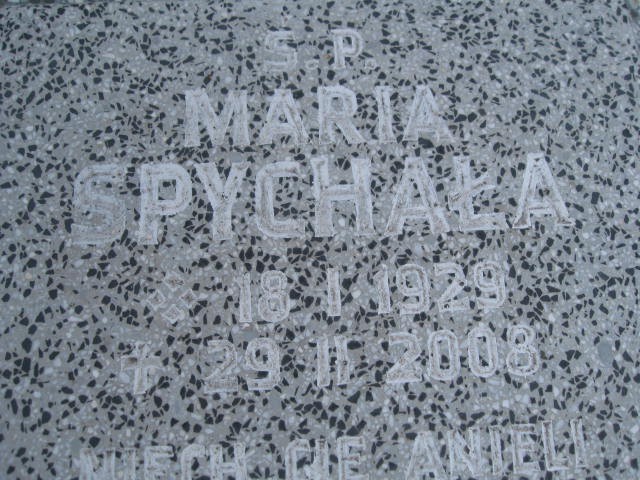 S.P.
MARIA
SPYCHAŁA
18 I 1929
29 II 2008
NIECH CIE ANIELI